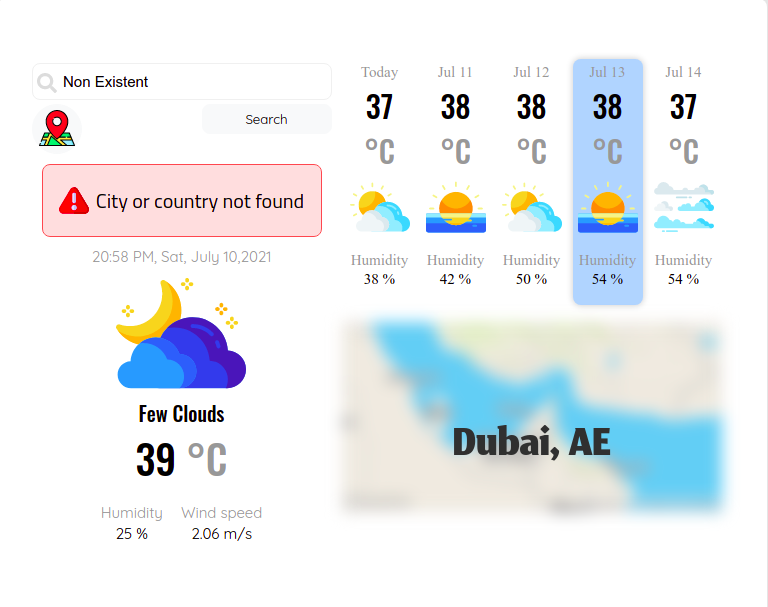 Non Existent
Search
City or country not found
20:58 PM, Sat, July 10,2021
Few Clouds
39 °C
Humidity Wind speed
25 % 2.06 m/s
Today Jul 11 Jul 12 Jul 13 Jul 14
37 38 38 38 37
°C °C °C °C °C
Humidity Humidity Humidity Humidity Humidity
38 % 42 % 50 % 54 % 54 %
Dubai, AE